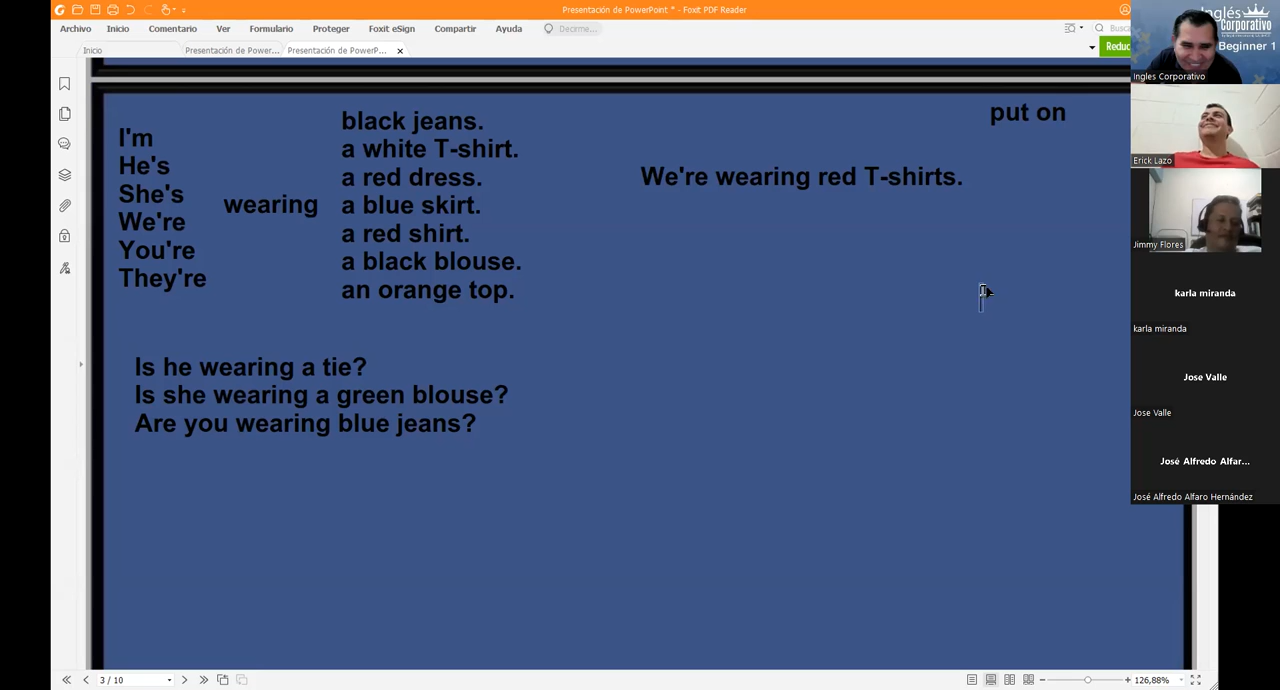 Presentación de PowerPoint * - Foxit PDF Reader
Archivo Inicio Comentario Ver Formulario Proteger Foxit eSign Compartir Ayuda Decirme...
Inicio Presentación de Power... Presentación de PowerP...
put on
I'm
He's
She's
We're
You're
They're
wearing
black jeans.
a white T-shirt.
a red dress.
a blue skirt.
a red shirt.
a black blouse.
an orange top.
We're wearing red T-shirts.
Is he wearing a tie?
Is she wearing a green blouse?
Are you wearing blue jeans?
3 / 10
126,88%
Inglés
Corporativo
Beginner 1
Ingles Corporativo
Erick Lazo
Jimmy Flores
karla miranda
karla miranda
Jose Valle
Jose Valle
José Alfredo Alfar...
José Alfredo Alfaro Hernández